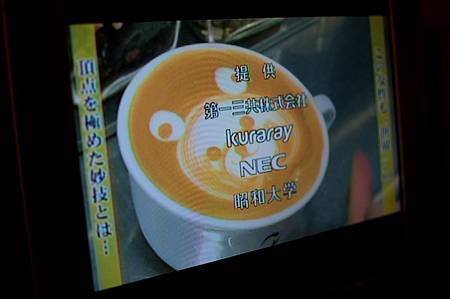 提供
第一三共株式会社
kuraray
NEC
昭和大学
頂点を極めた妙技とは…